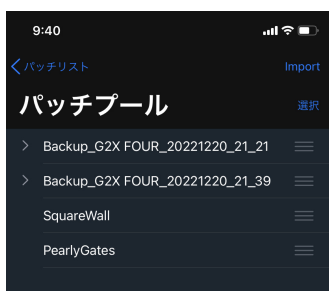 9:40
パッチリスト
Import
パッチプール
選択
Backup_G2X FOUR_20221220_21_21
Backup_G2X FOUR_20221220_21_39
SquareWall
PearlyGates